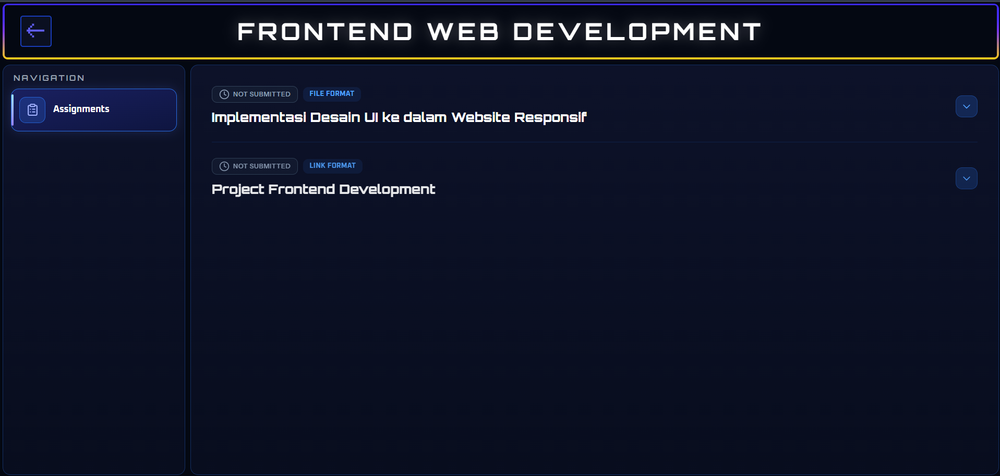 FRONTEND WEB DEVELOPMENT
NAVIGATION
Assignments
NOT SUBMITTED FILE FORMAT
Implementasi Desain UI ke dalam Website Responsif
NOT SUBMITTED LINK FORMAT
Project Frontend Development